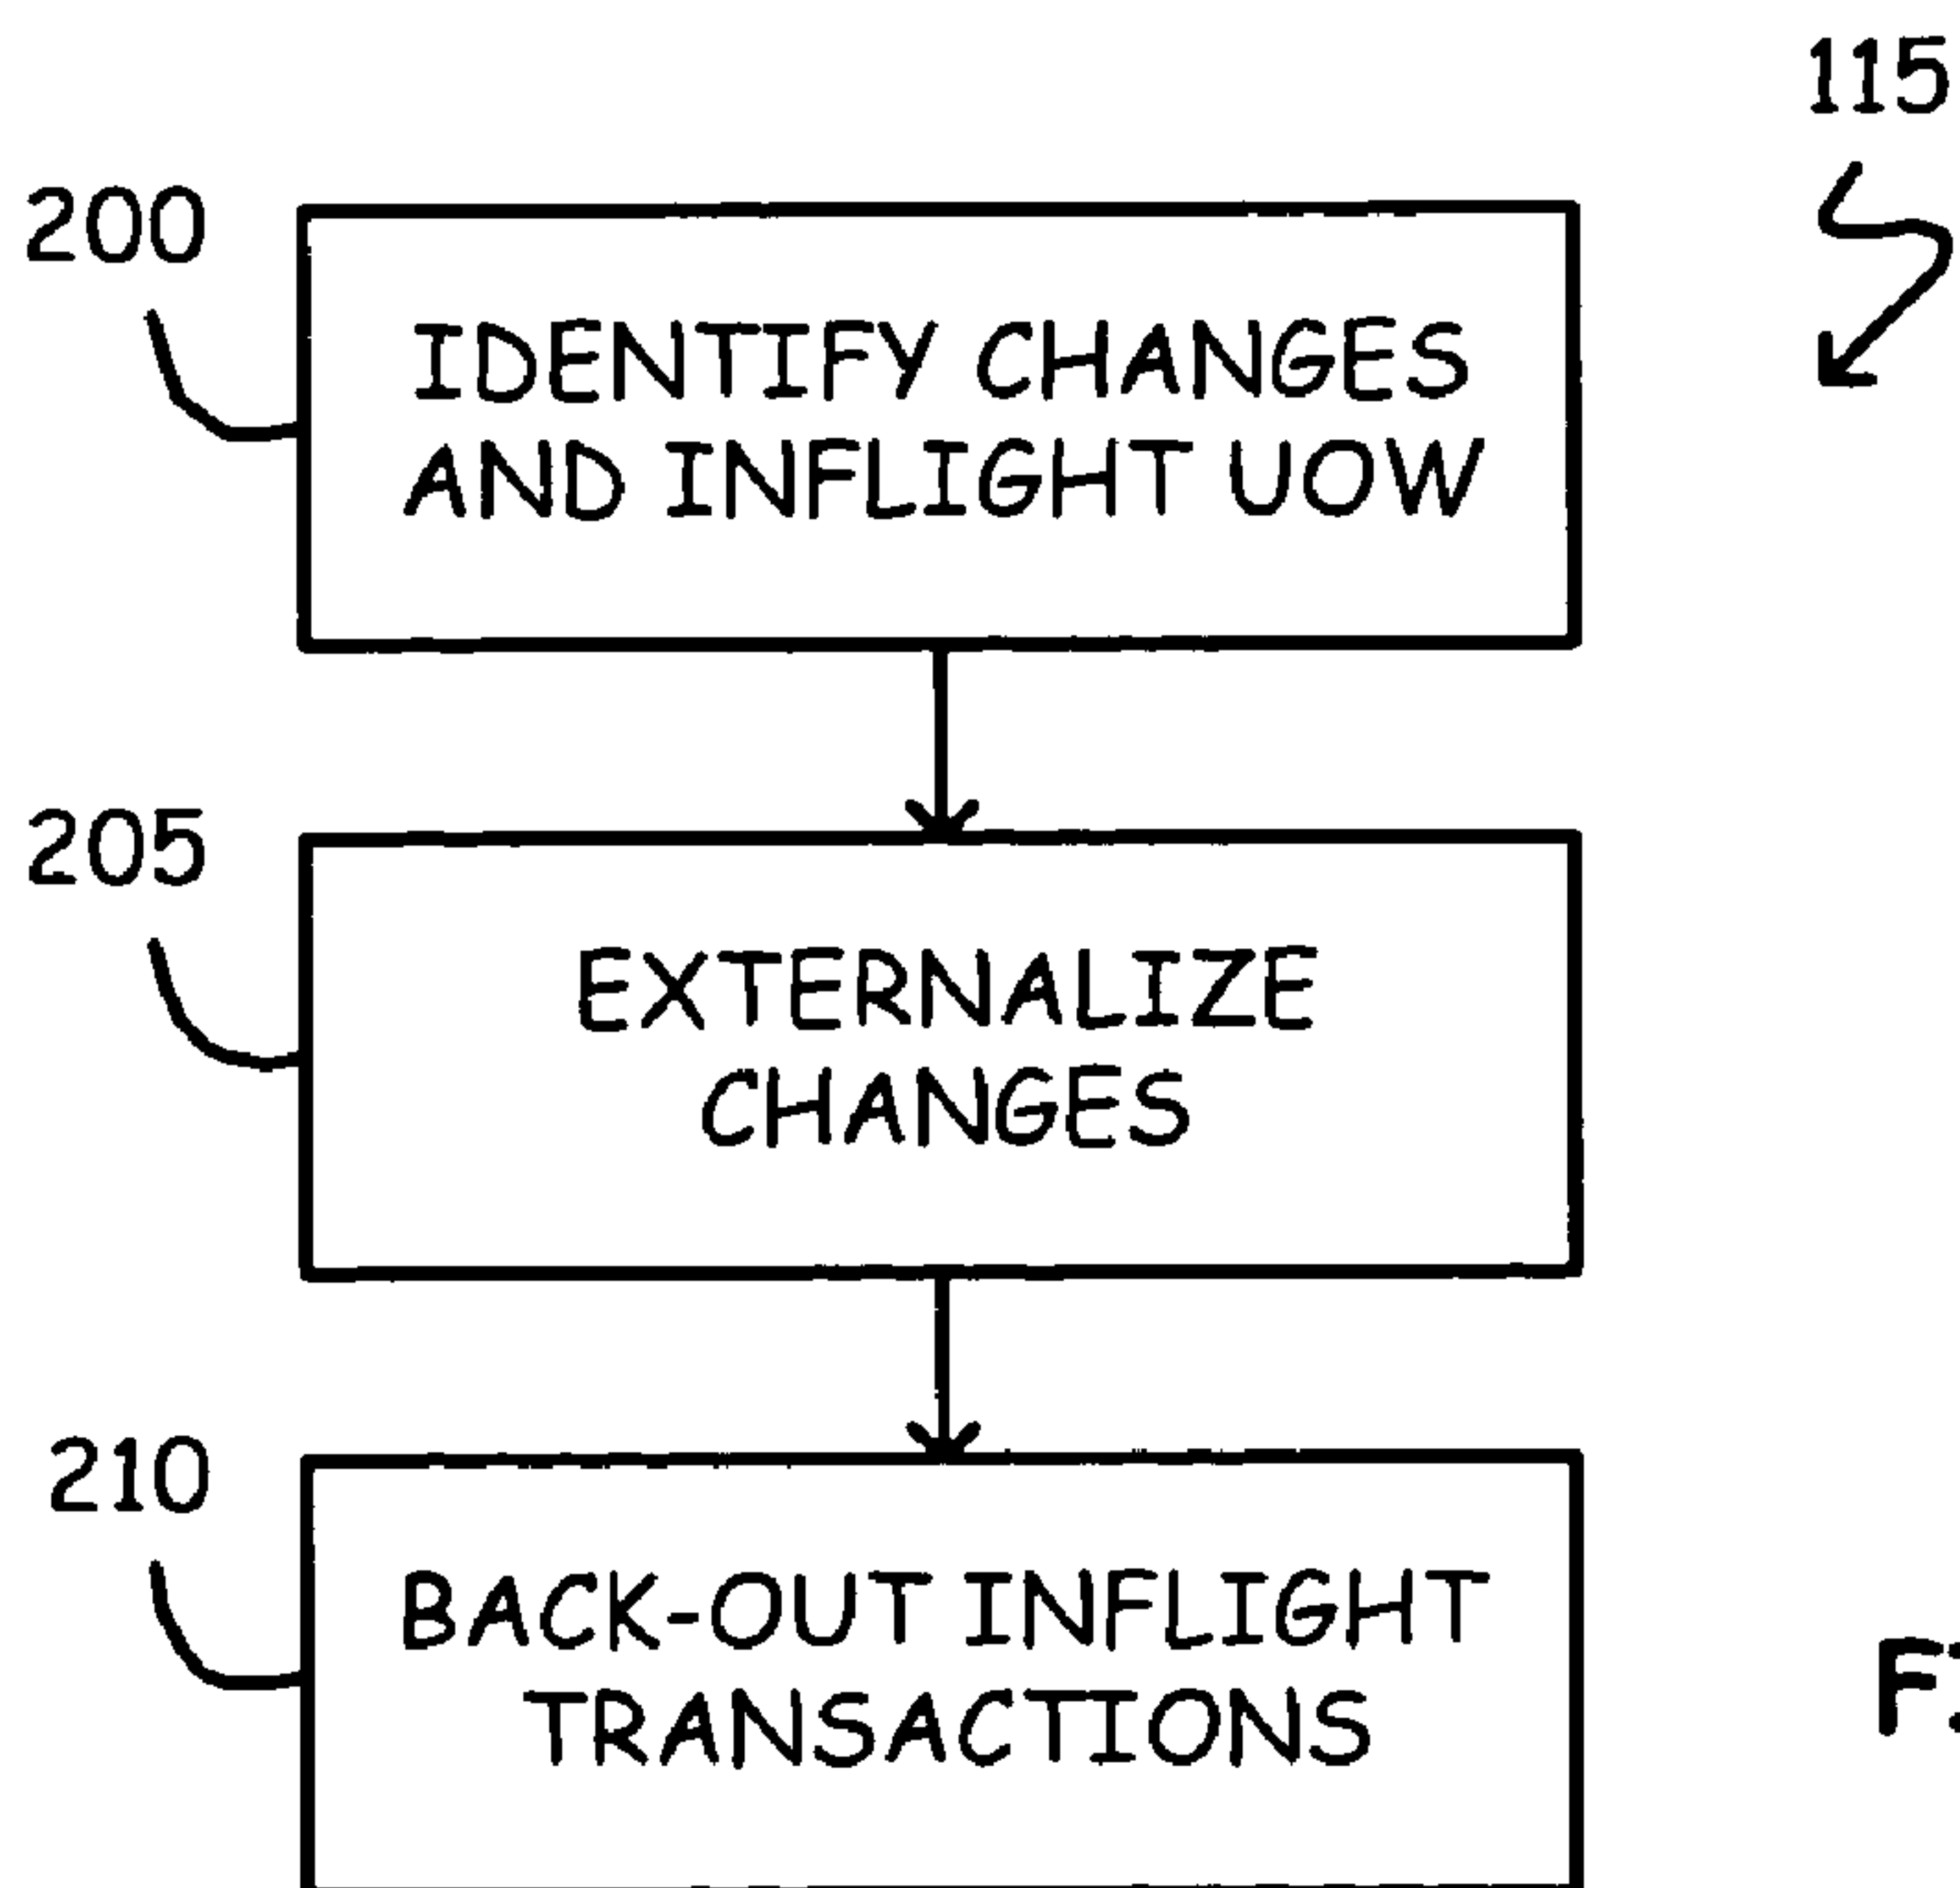 115
200
IDENTIFY CHANGES
AND INFLIGHT UOW
205
EXTERNALIZE
CHANGES
210
BACK-OUT INFLIGHT
TRANSACTIONS